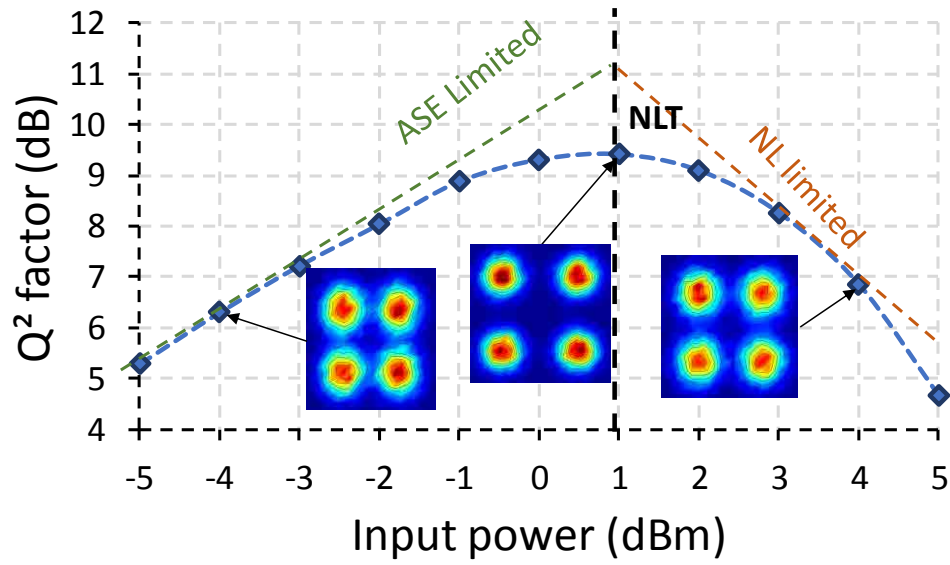 Q² factor (dB)
12
11
10
9
8
7
6
5
4
ASE Limited
NLT
NL limited
-5 -4 -3 -2 -1 0 1 2 3 4 5
Input power (dBm)